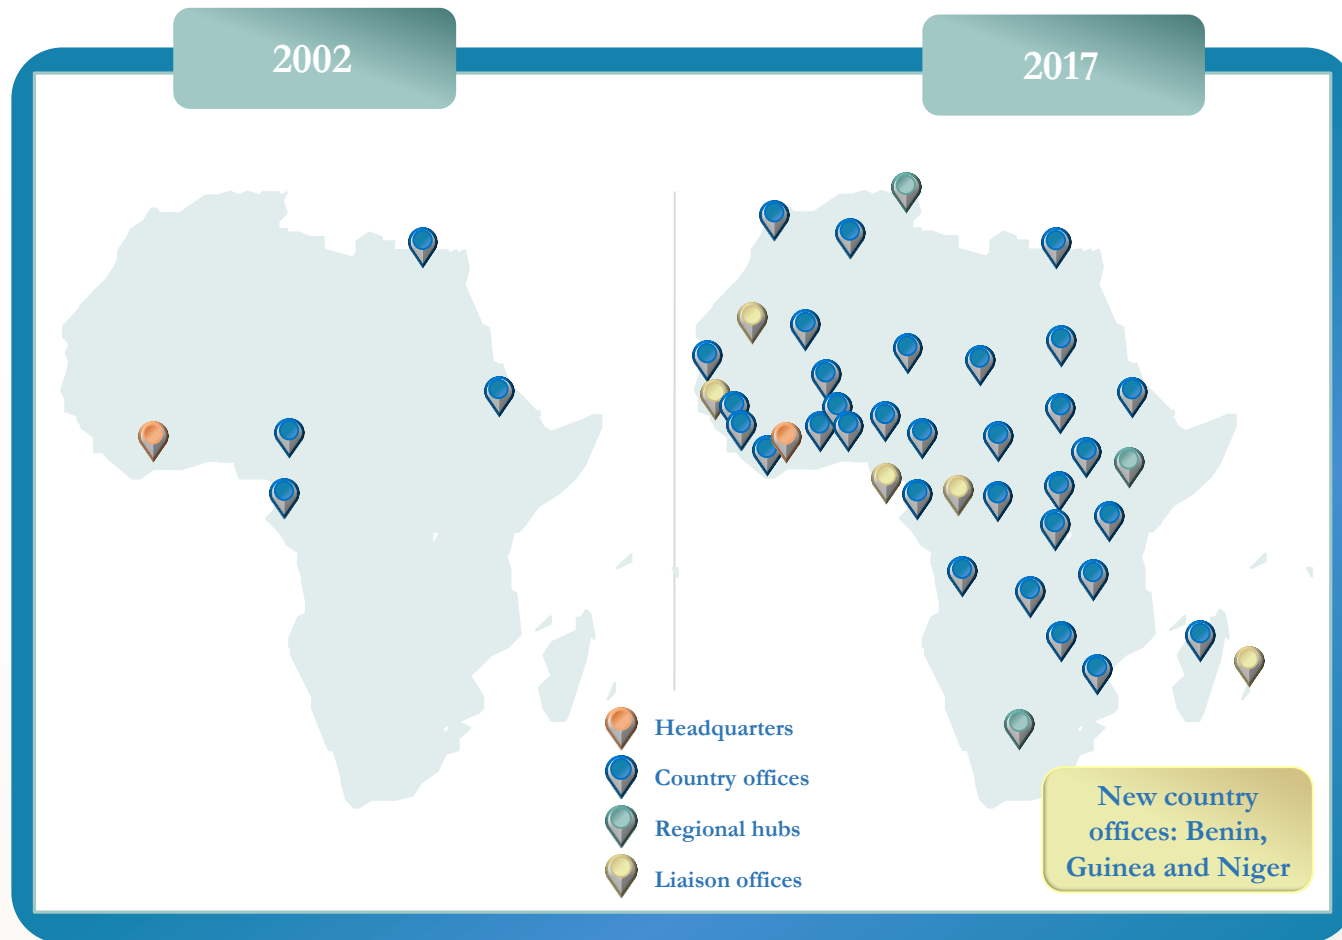 2002
2017
Headquarters
Country offices
Regional hubs
Liaison offices
New country
offices: Benin,
Guinea and Niger